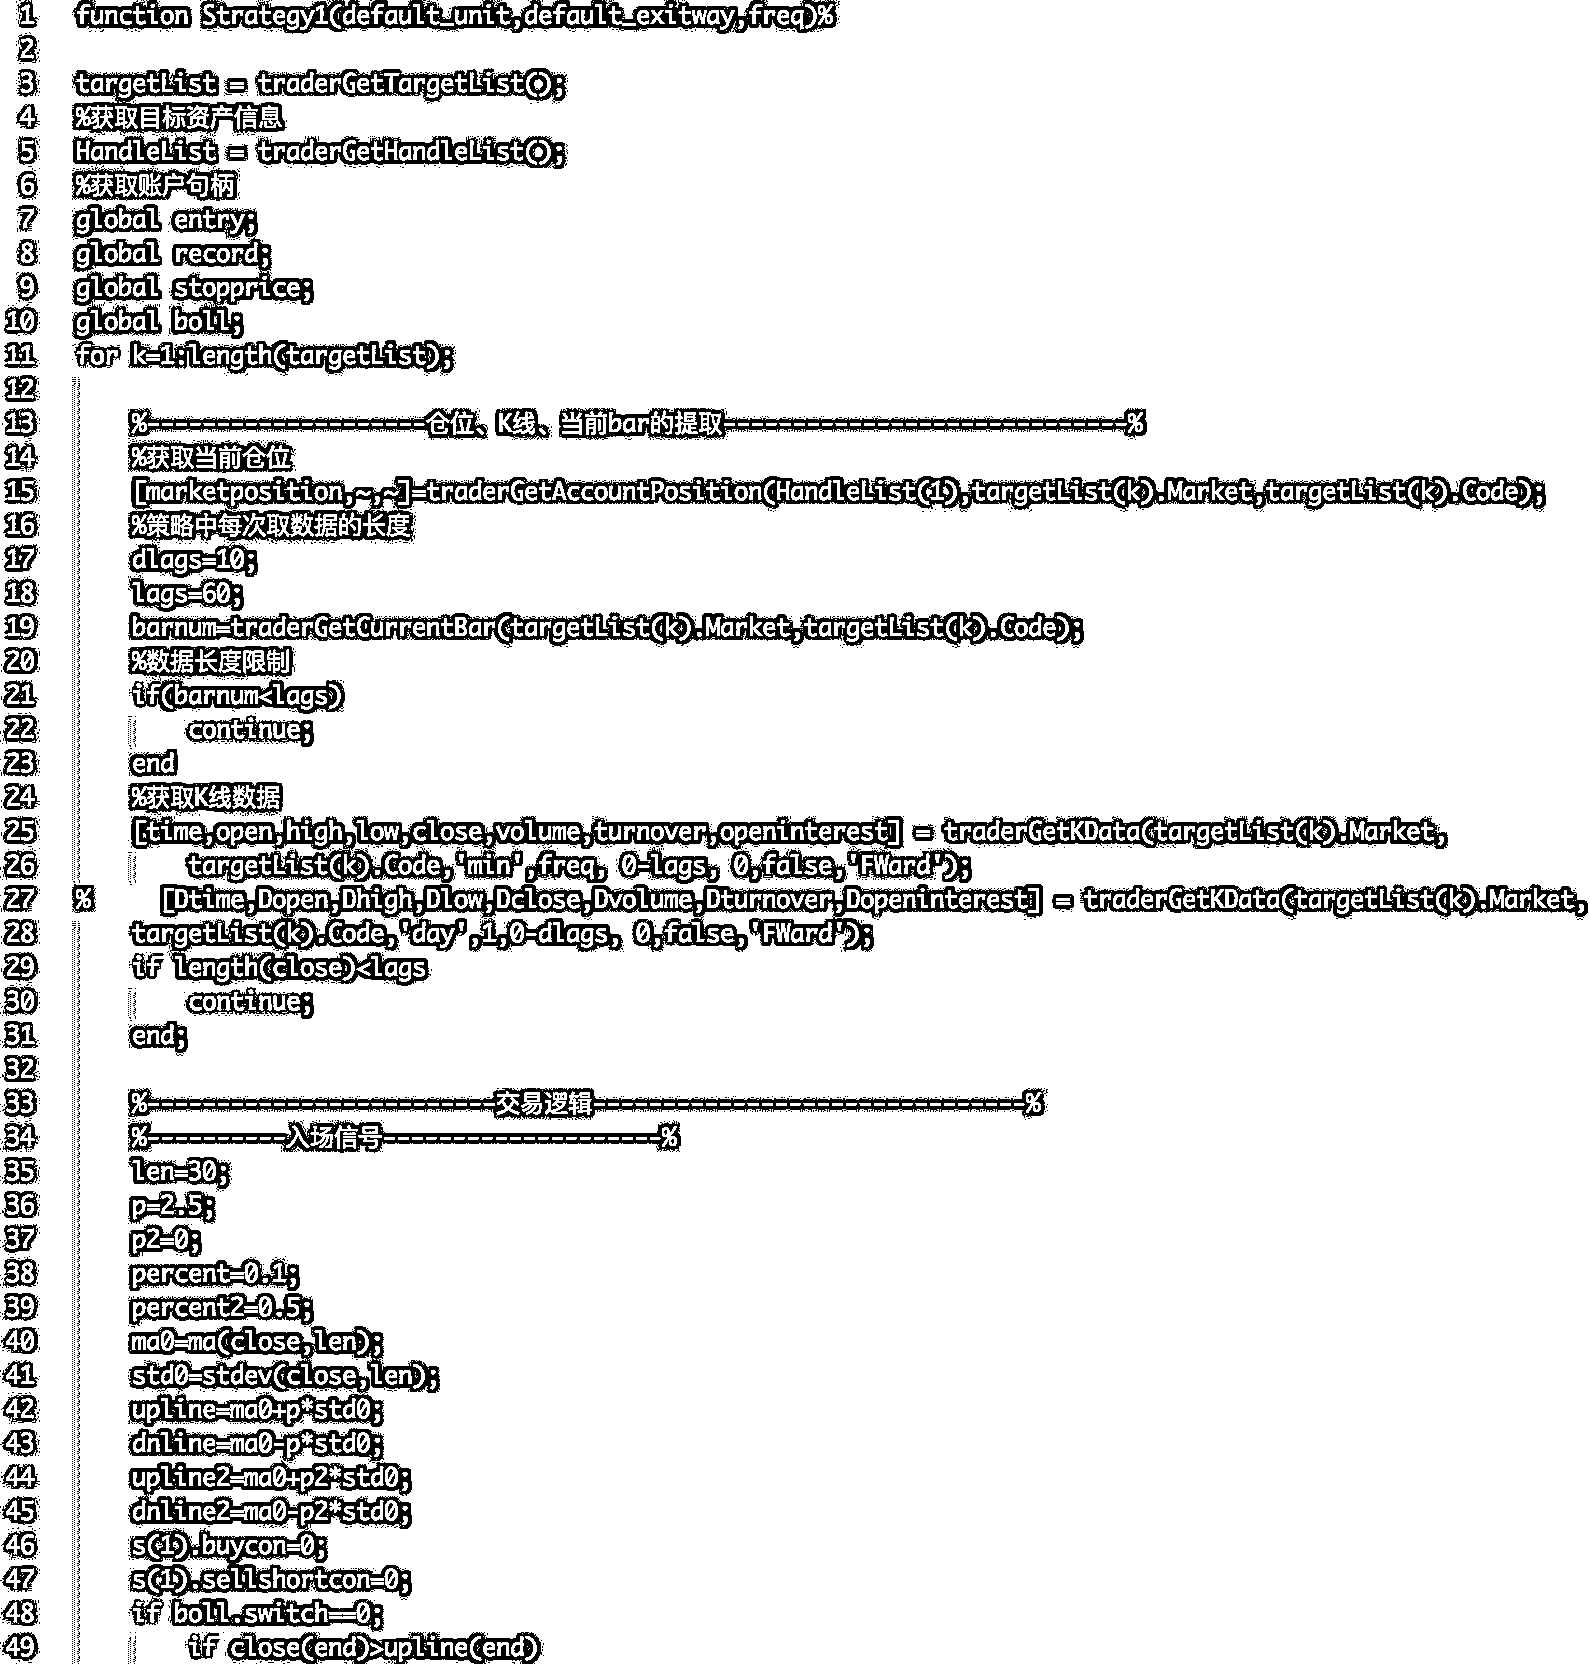 1 function Strategy1(default_unit,default_exitway,freq)%
2
3 targetList = traderGetTargetList();
4 %获取目标资产信息
5 HandleList = traderGetHandleList();
6 %获取账户句柄
7 global entry;
8 global record;
9 global stopprice;
10 global boll;
11 for k=1:length(targetList);
12
13 %--------------------仓位、K线、当前bar的提取-----------------------------%
14 %获取当前仓位
15 [marketposition,~,~]=traderGetAccountPosition(HandleList(1),targetList(k).Market,targetList(k).Code);
16 %策略中每次取数据的长度
17 dlags=10;
18 lags=60;
19 barnum=traderGetCurrentBar(targetList(k).Market,targetList(k).Code);
20 %数据长度限制
21 if(barnum<lags)
22 continue;
23 end
24 %获取K线数据
25 [time,open,high,low,close,volume,turnover,openinterest] = traderGetKData(targetList(k).Market,
26 targetList(k).Code,'min',freq, 0-lags, 0,false,'FWard');
27 % [Dtime,Dopen,Dhigh,Dlow,Dclose,Dvolume,Dturnover,Dopeninterest] = traderGetKData(targetList(k).Market,
28 targetList(k).Code,'day',1,0-dlags, 0,false,'FWard');
29 if length(close)<lags
30 continue;
31 end;
32
33 %-------------------------交易逻辑-------------------------------%
34 %----------入场信号--------------------%
35 len=30;
36 p=2.5;
37 p2=0;
38 percent=0.1;
39 percent2=0.5;
40 ma0=ma(close,len);
41 std0=stdev(close,len);
42 upline=ma0+p*std0;
43 dnline=ma0-p*std0;
44 upline2=ma0+p2*std0;
45 dnline2=ma0-p2*std0;
46 s(1).buycon=0;
47 s(1).sellshortcon=0;
48 if boll.switch==0;
49 if close(end)>upline(end)